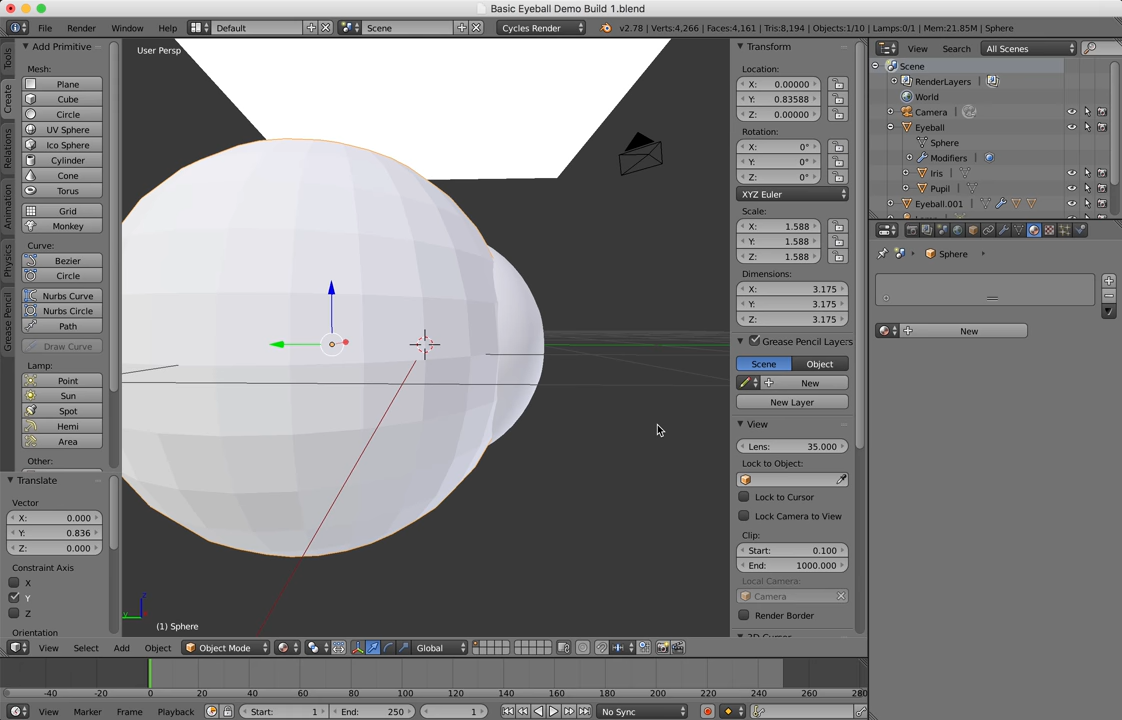 Basic Eyeball Demo Build 1.blend
File Render Window Help Default Scene Cycles Render v2.78 | Verts:4,266 | Faces:4,161 | Tris:8,194 | Objects:1/10 | Lamps:0/1 | Mem:21.85M | Sphere
Tools
Create
Relations
Animation
Physics
Grease Pencil
Add Primitive
Mesh:
Plane
Cube
Circle
UV Sphere
Ico Sphere
Cylinder
Cone
Torus
Grid
Monkey
Curve:
Bezier
Circle
Nurbs Curve
Nurbs Circle
Path
Draw Curve
Lamp:
Point
Sun
Spot
Hemi
Area
Other:
Translate
Vector
X: 0.000
Y: 0.836
Z: 0.000
Constraint Axis
X
Y
Z
Orientation
User Persp
z
y
(1) Sphere
Transform
Location:
X: 0.00000
Y: 0.83588
Z: 0.00000
Rotation:
X: 0°
Y: 0°
Z: 0°
XYZ Euler
Scale:
X: 1.588
Y: 1.588
Z: 1.588
Dimensions:
X: 3.175
Y: 3.175
Z: 3.175
Grease Pencil Layers
Scene Object
New
New Layer
View
Lens: 35.000
Lock to Object:
Lock to Cursor
Lock Camera to View
Clip:
Start: 0.100
End: 1000.000
Local Camera:
Camera
Render Border
View Search All Scenes
Scene
RenderLayers
World
Camera
Eyeball
Sphere
Modifiers
Iris
Pupil
Eyeball.001
Sphere
New
View Select Add Object Object Mode Global
-40 -20 0 20 40 60 80 100 120 140 160 180 200 220 240 260 280
View Marker Frame Playback Start: 1 End: 250 1 No Sync